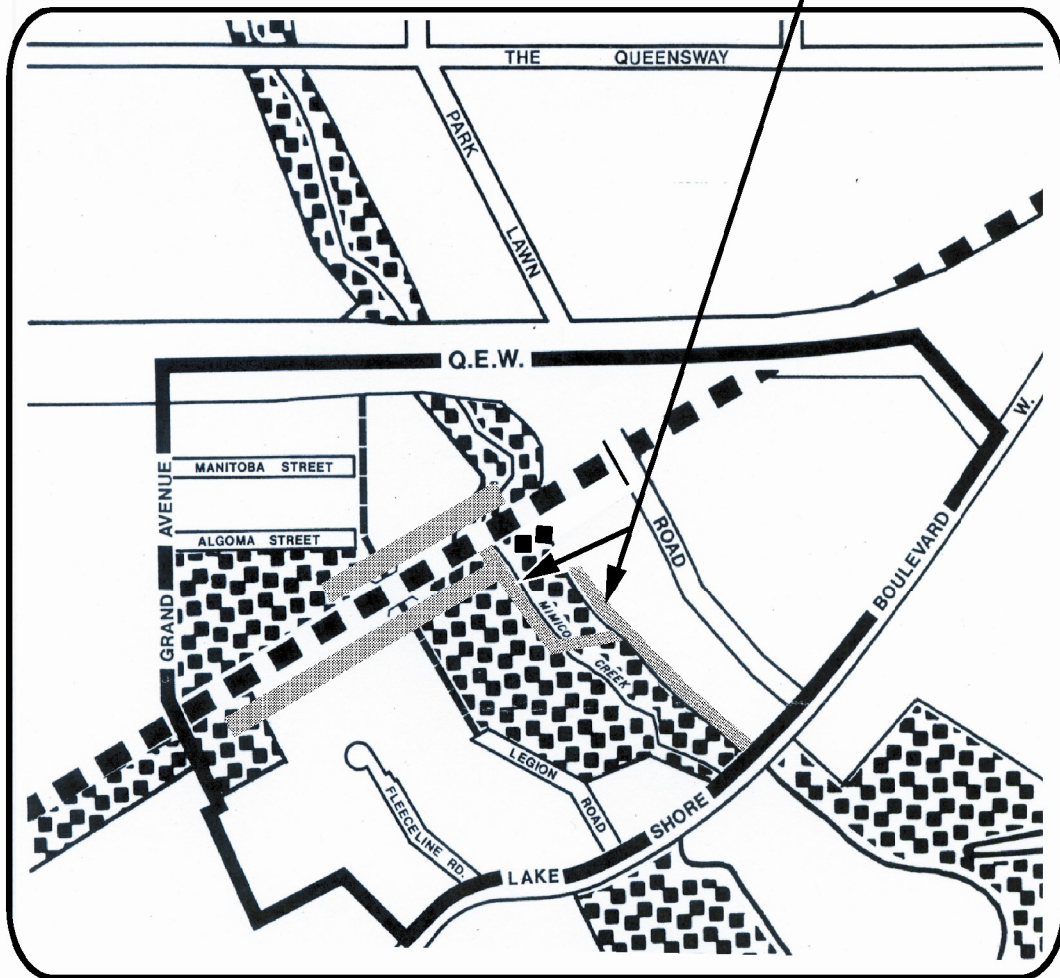 THE QUEENSWAY
PARK
LAWN
Q.E.W.
W.
MANITOBA STREET
GRAND AVENUE
ALGOMA STREET
ROAD
BOULEVARD
MIMICO
CREEK
LEGION
ROAD
FLEECELINE RD.
SHORE
LAKE